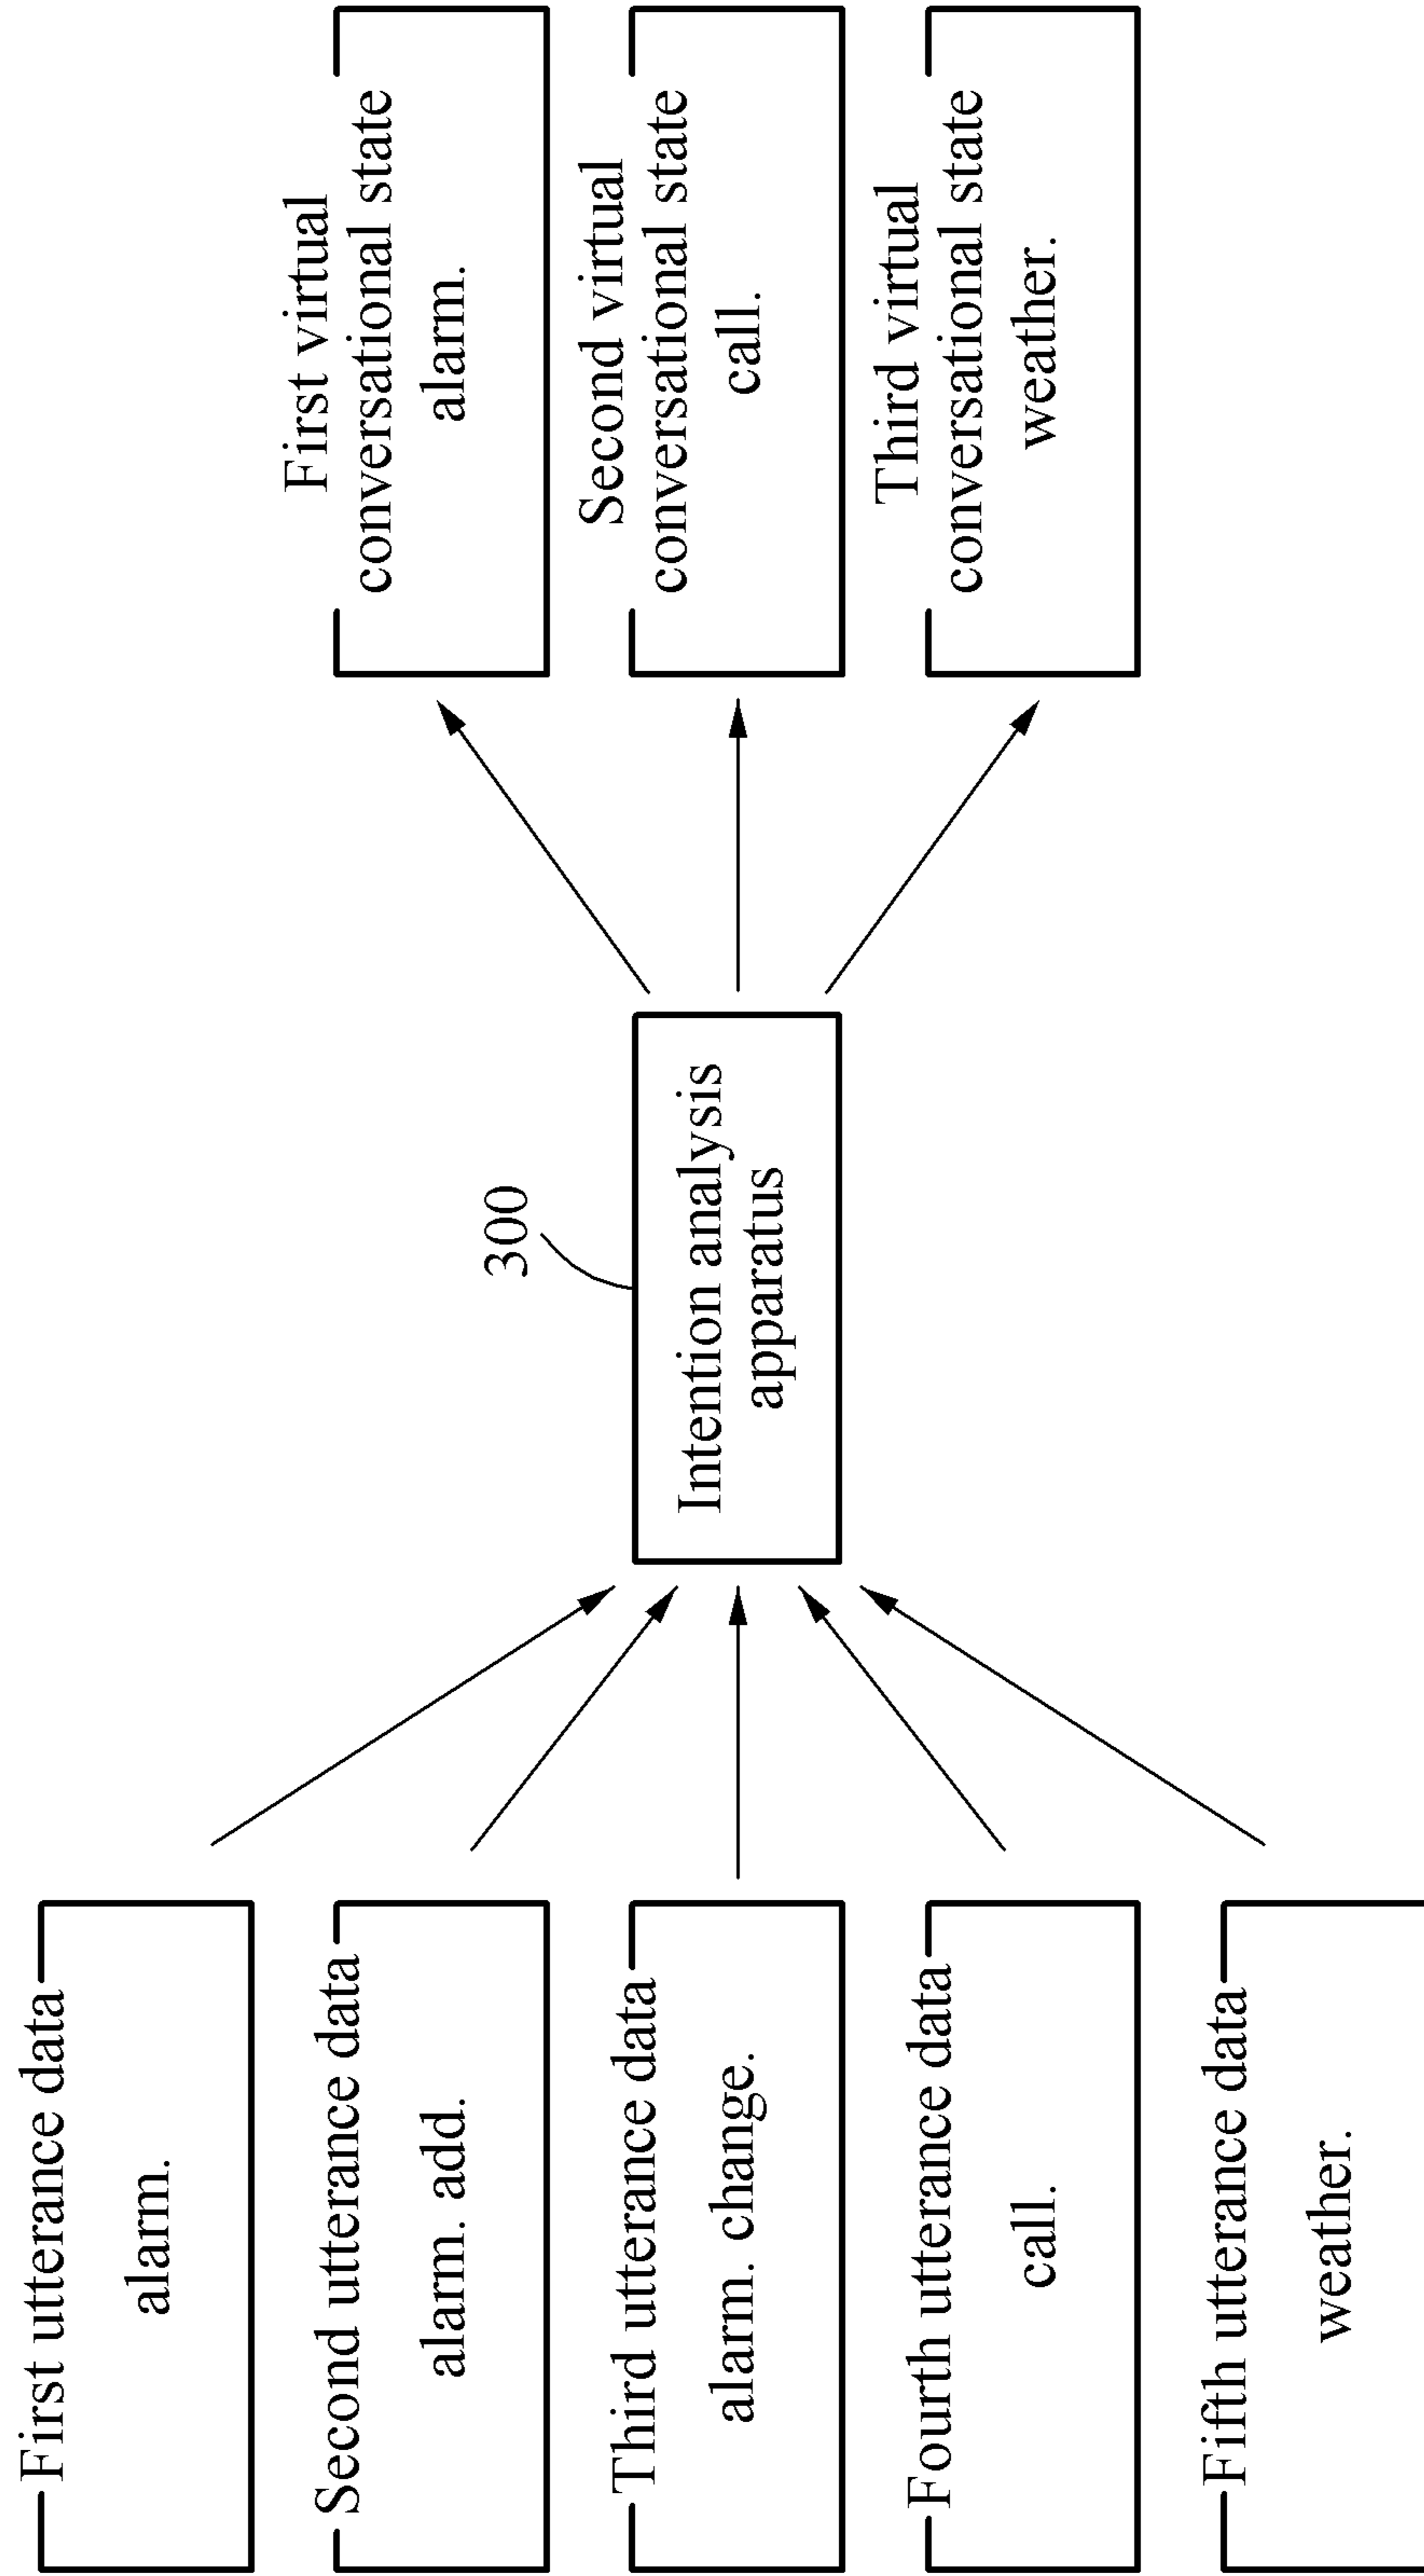 First utterance data
alarm.
Second utterance data
alarm. add.
Third utterance data
alarm. change.
Fourth utterance data
call.
Fifth utterance data
weather.
300
Intention analysis
apparatus
First virtual
conversational state
alarm.
Second virtual
conversational state
call.
Third virtual
conversational state
weather.